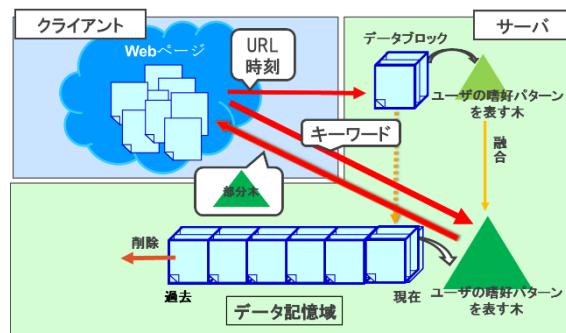 クライアント
サーバ
Webページ
URL
時刻
データブロック
ユーザの嗜好パターン
を表す木
キーワード
融合
部分木
削除
過去
現在
ユーザの嗜好パターン
を表す木
データ記憶域